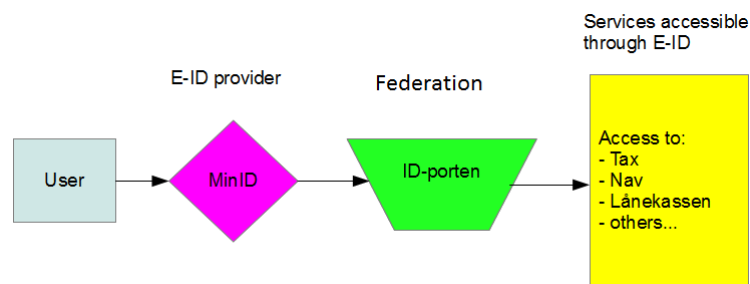 Services accessible
through E-ID
E-ID provider
Federation
User
MinID
ID-porten
Access to:
- Tax
- Nav
- Lånekassen
- others...